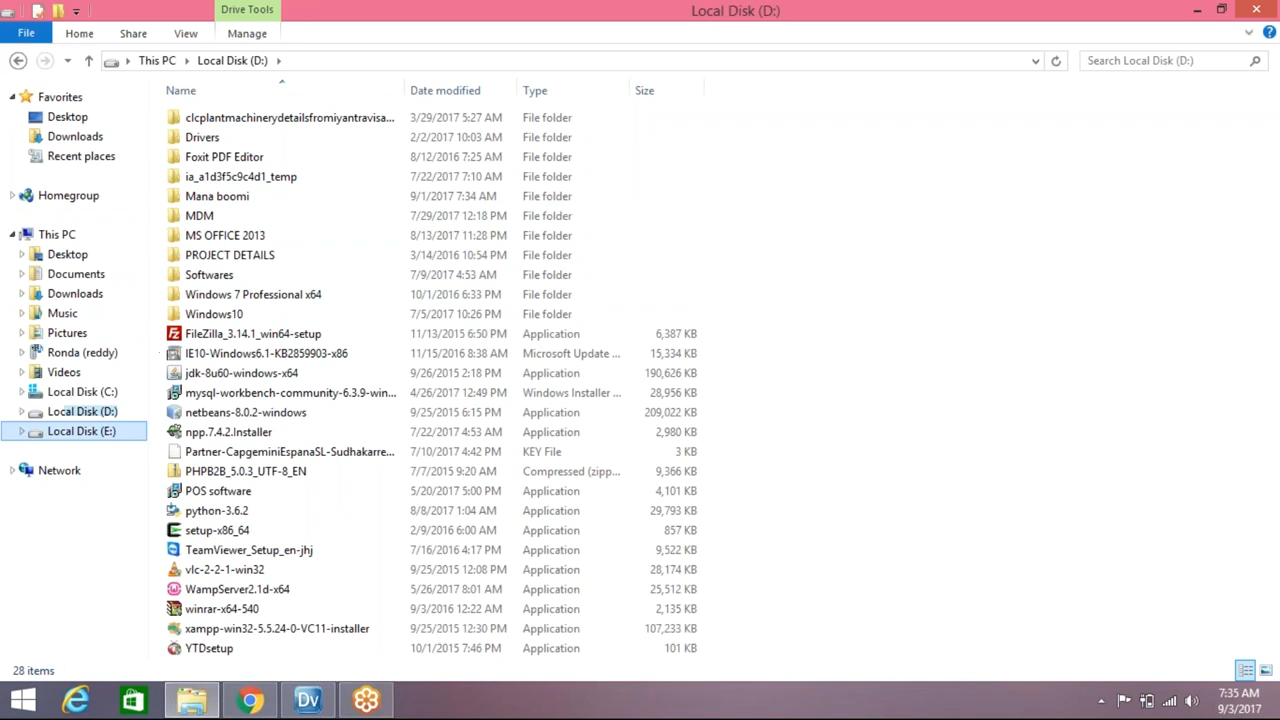 Drive Tools
Local Disk (D:)
File Home Share View Manage
This PC Local Disk (D:)
Search Local Disk (D:)
Name Date modified Type Size
Favorites
Desktop
Downloads
Recent places
Homegroup
This PC
Desktop
Documents
Downloads
Music
Pictures
Ronda (reddy)
Videos
Local Disk (C:)
Local Disk (D:)
Local Disk (E:)
Network
clcplantmachinerydetailsfromiyantravisa... 3/29/2017 5:27 AM File folder
Drivers 2/2/2017 10:03 AM File folder
Foxit PDF Editor 8/12/2016 7:25 AM File folder
ia_a1d3f5c9c4d1_temp 7/22/2017 7:10 AM File folder
Mana boomi 9/1/2017 7:34 AM File folder
MDM 7/29/2017 12:18 PM File folder
MS OFFICE 2013 8/13/2017 11:28 PM File folder
PROJECT DETAILS 3/14/2016 10:54 PM File folder
Softwares 7/9/2017 4:53 AM File folder
Windows 7 Professional x64 10/1/2016 6:33 PM File folder
Windows10 7/5/2017 10:26 PM File folder
FileZilla_3.14.1_win64-setup 11/13/2015 6:50 PM Application 6,387 KB
IE10-Windows6.1-KB2859903-x86 11/15/2016 8:38 AM Microsoft Update ... 15,334 KB
jdk-8u60-windows-x64 9/26/2015 2:18 PM Application 190,626 KB
mysql-workbench-community-6.3.9-win... 4/26/2017 12:49 PM Windows Installer ... 28,956 KB
netbeans-8.0.2-windows 9/25/2015 6:15 PM Application 209,022 KB
npp.7.4.2.Installer 7/22/2017 4:53 AM Application 2,980 KB
Partner-CapgeminiEspanaSL-Sudhakarre... 7/10/2017 4:42 PM KEY File 3 KB
PHPB2B_5.0.3_UTF-8_EN 7/7/2015 9:20 AM Compressed (zipp... 9,366 KB
POS software 5/20/2017 5:00 PM Application 4,101 KB
python-3.6.2 8/8/2017 1:04 AM Application 29,793 KB
setup-x86_64 2/9/2016 6:00 AM Application 857 KB
TeamViewer_Setup_en-jhj 7/16/2016 4:17 PM Application 9,522 KB
vlc-2-2-1-win32 9/25/2015 12:08 PM Application 28,174 KB
WampServer2.1d-x64 5/26/2017 8:01 AM Application 25,512 KB
winrar-x64-540 9/3/2016 12:22 AM Application 2,135 KB
xampp-win32-5.5.24-0-VC11-installer 9/25/2015 12:30 PM Application 107,233 KB
YTDsetup 10/1/2015 7:46 PM Application 101 KB
28 items
Dv
7:35 AM
9/3/2017